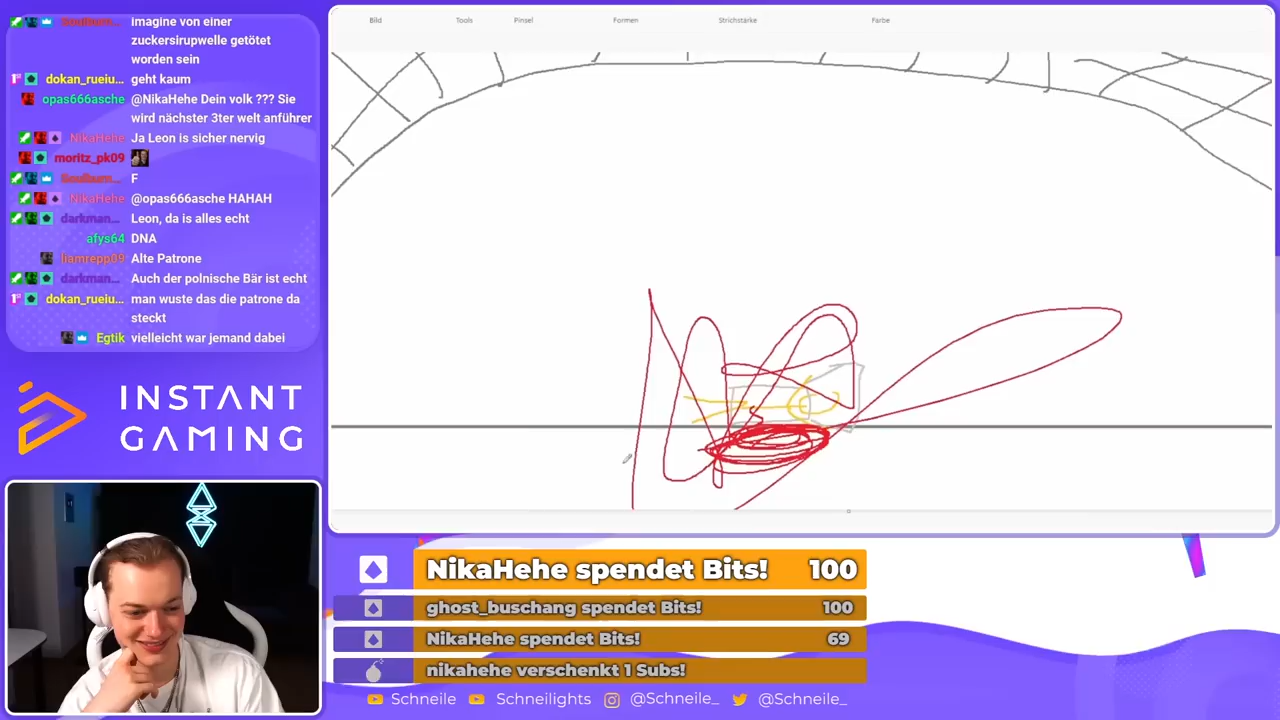 imagine von einer
zuckersirupwelle getötet
worden sein
dokan_rueiu... geht kaum
opas666asche @NikaHehe Dein volk ??? Sie
wird nächster 3ter welt anführer
NikaHehe Ja Leon is sicher nervig
moritz_pk09
F
NikaHehe @opas666asche HAHAH
darkman... Leon, da is alles echt
afys64 DNA
liamrepp09 Alte Patrone
darkman... Auch der polnische Bär ist echt
dokan_rueiu... man wuste das die patrone da
steckt
Egtik vielleicht war jemand dabei
Bild Tools Pinsel Formen Strichstärke Farbe
INSTANT
GAMING
NikaHehe spendet Bits! 100
ghost_buschang spendet Bits! 100
NikaHehe spendet Bits! 69
nikahehe verschenkt 1 Subs!
Schneile Schneilights @Schneile_ @Schneile_